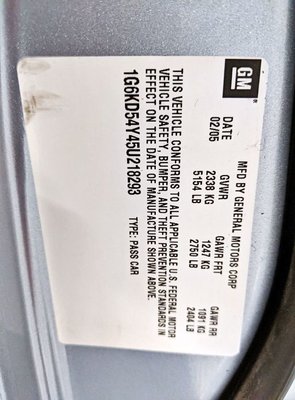 GM
MFD BY GENERAL MOTORS CORP
DATE GVWR GAWR FRT GAWR RR
02/05 2338 KG 1247 KG 1091 KG
5154 LB 2750 LB 2404 LB
THIS VEHICLE CONFORMS TO ALL APPLICABLE U.S. FEDERAL MOTOR
VEHICLE SAFETY, BUMPER, AND THEFT PREVENTION STANDARDS IN
EFFECT ON THE DATE OF MANUFACTURE SHOWN ABOVE.
1G6KD54Y45U218293 TYPE: PASS CAR